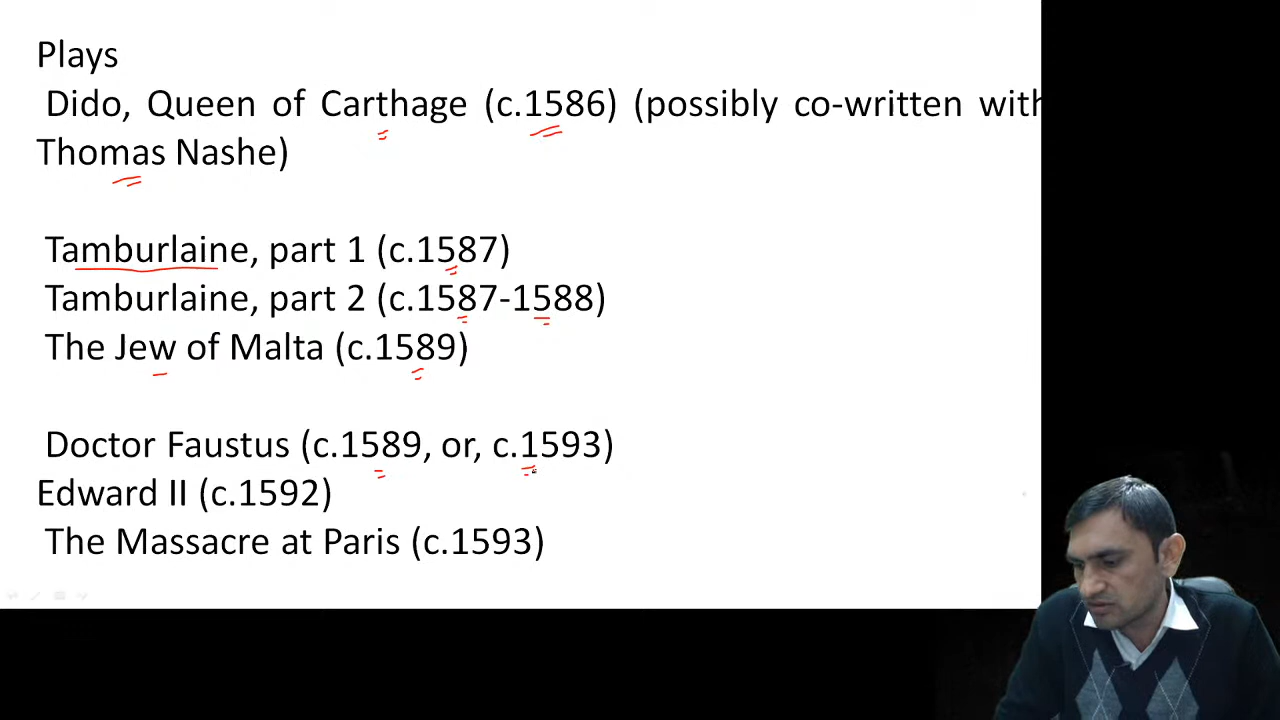 Plays
Dido, Queen of Carthage (c.1586) (possibly co-written with
Thomas Nashe)
Tamburlaine, part 1 (c.1587)
Tamburlaine, part 2 (c.1587-1588)
The Jew of Malta (c.1589)
Doctor Faustus (c.1589, or, c.1593)
Edward II (c.1592)
The Massacre at Paris (c.1593)